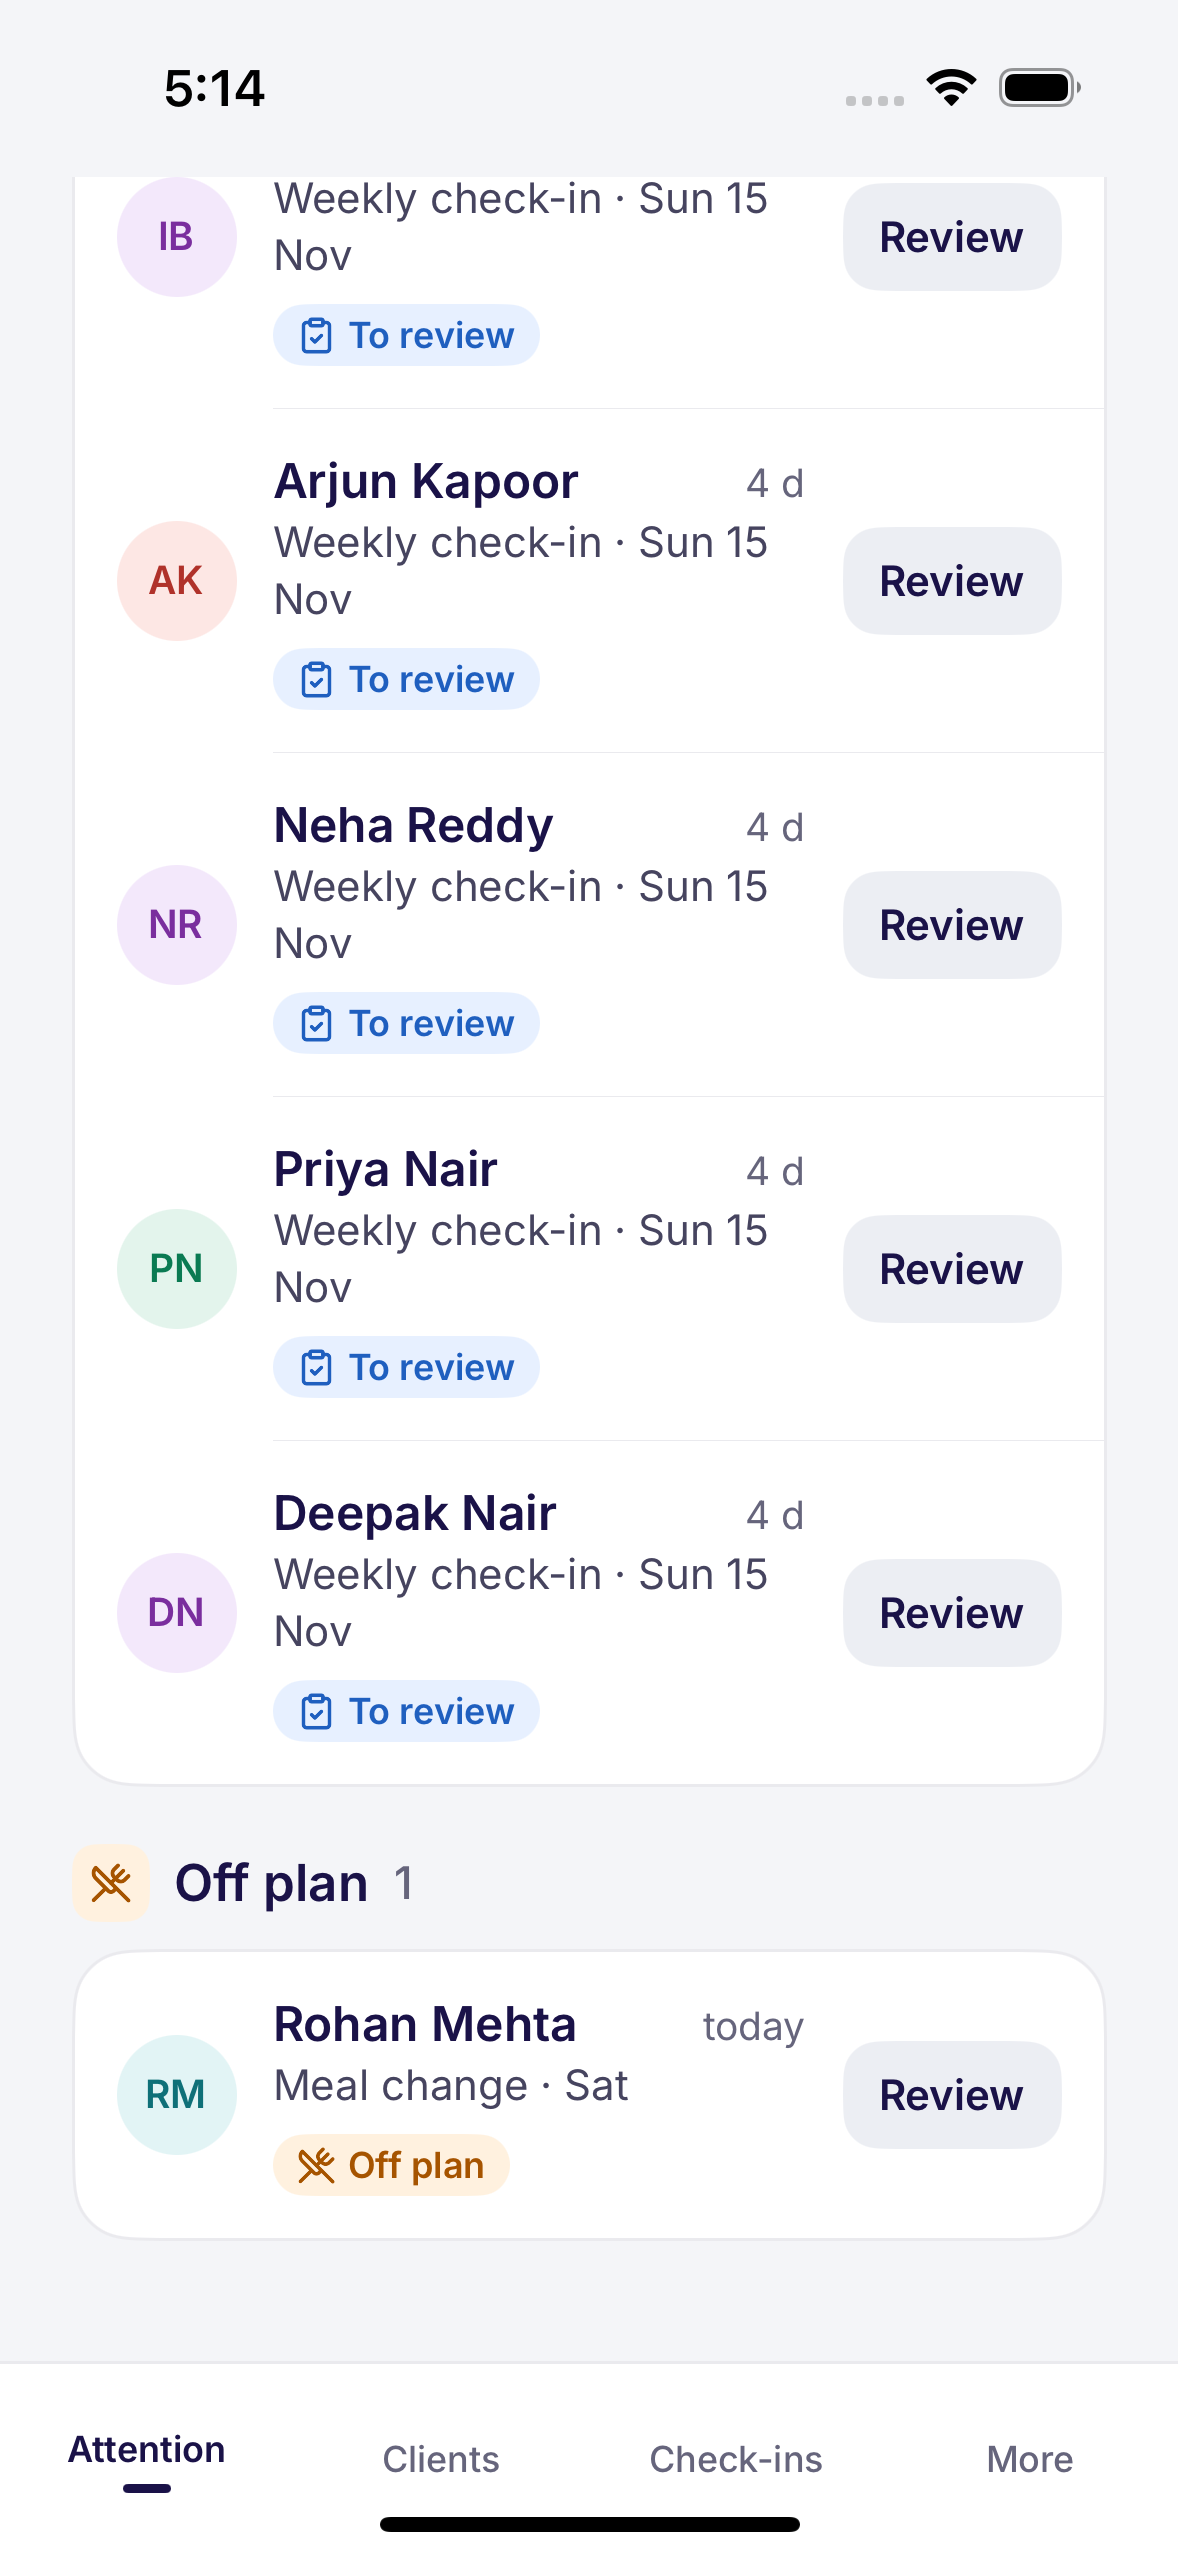 5:14
IB
Weekly check-in · Sun 15
Nov
Review
To review
Arjun Kapoor
4 d
AK
Weekly check-in · Sun 15
Nov
Review
To review
Neha Reddy
4 d
NR
Weekly check-in · Sun 15
Nov
Review
To review
Priya Nair
4 d
PN
Weekly check-in · Sun 15
Nov
Review
To review
Deepak Nair
4 d
DN
Weekly check-in · Sun 15
Nov
Review
To review
Off plan 1
Rohan Mehta
today
RM
Meal change · Sat
Review
Off plan
Attention
Clients
Check-ins
More